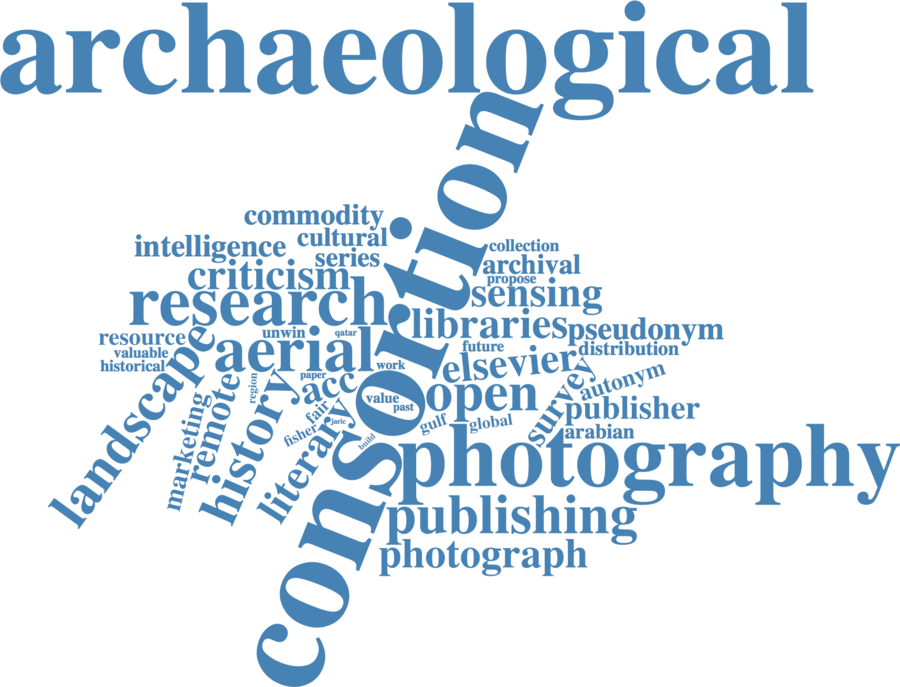 archaeological
consortion
commodity
cultural
intelligence
series
collection
criticism
archival
propose
research
sensing
libraries
pseudonym
resource
unwin
qatar
aerial
future
distribution
valuable
historical
landscape
work
elsevier
paper
acc
region
remote
marketing
history
fair
jaric
fisher
literary
build
value
past
open
gulf
global
survey
autonym
publisher
arabian
photography
publishing
photograph